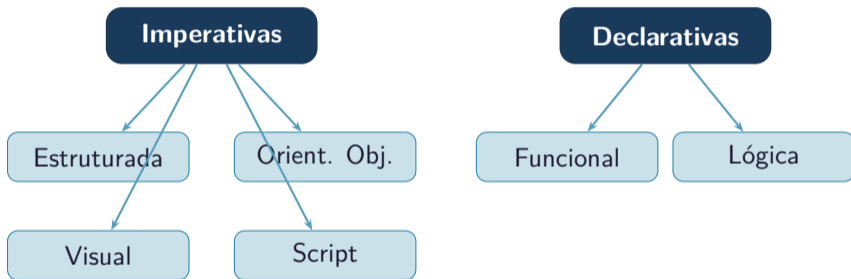 Imperativas
Declarativas
Estruturada
Orient. Obj.
Funcional
Lógica
Visual
Script